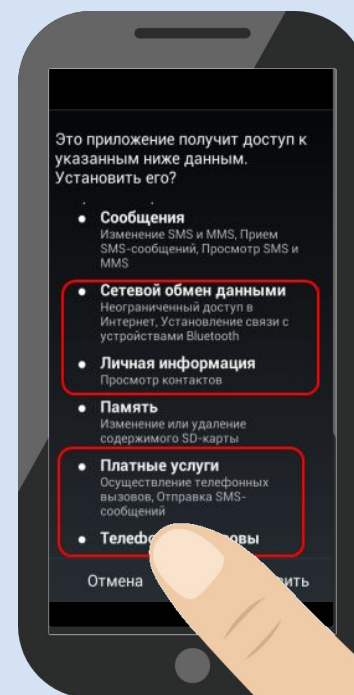 Это приложение получит доступ к
указанным ниже данным.
Установить его?
Сообщения
Изменение SMS и MMS, Прием
SMS-сообщений, Просмотр SMS и
MMS
Сетевой обмен данными
Неограниченный доступ в
Интернет, Установление связи с
устройствами Bluetooth
Личная информация
Просмотр контактов
Память
Изменение или удаление
содержимого SD-карты
Платные услуги
Осуществление телефонных
вызовов, Отправка SMS-
сообщений
Отмена